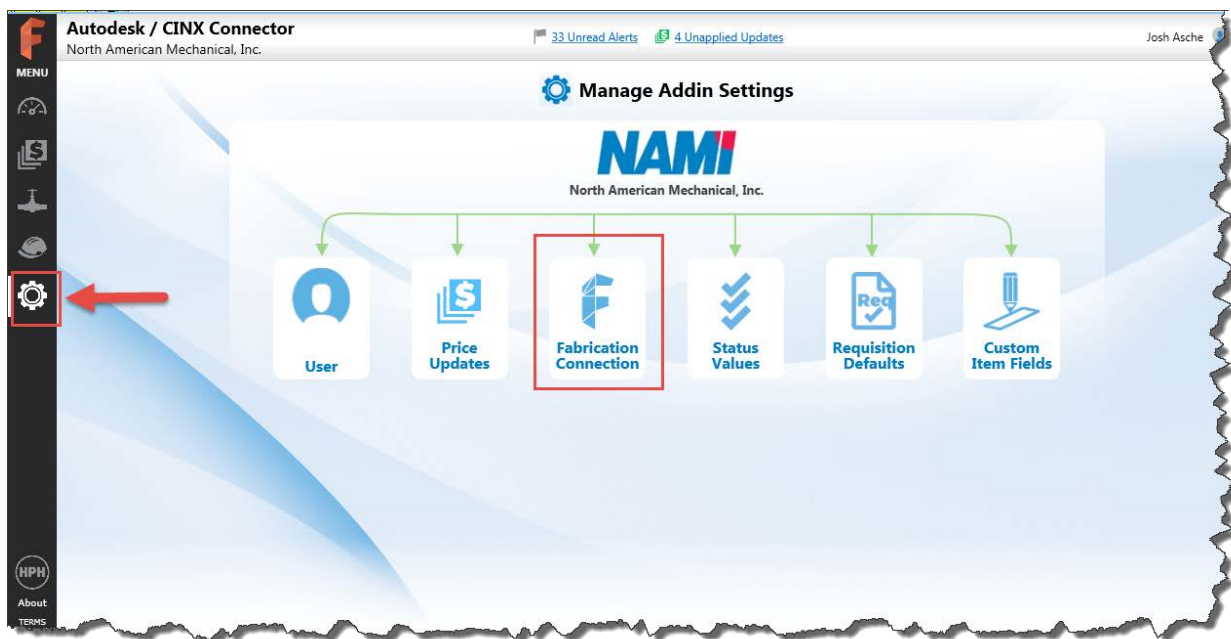 Autodesk / CINX Connector
North American Mechanical, Inc.
33 Unread Alerts
4 Unapplied Updates
Josh Asche
MENU
Manage Addin Settings
NAMI
North American Mechanical, Inc.
User
Price
Updates
Fabrication
Connection
Status
Values
Req
Requisition
Defaults
Custom
Item Fields
HPH
About
TERMS